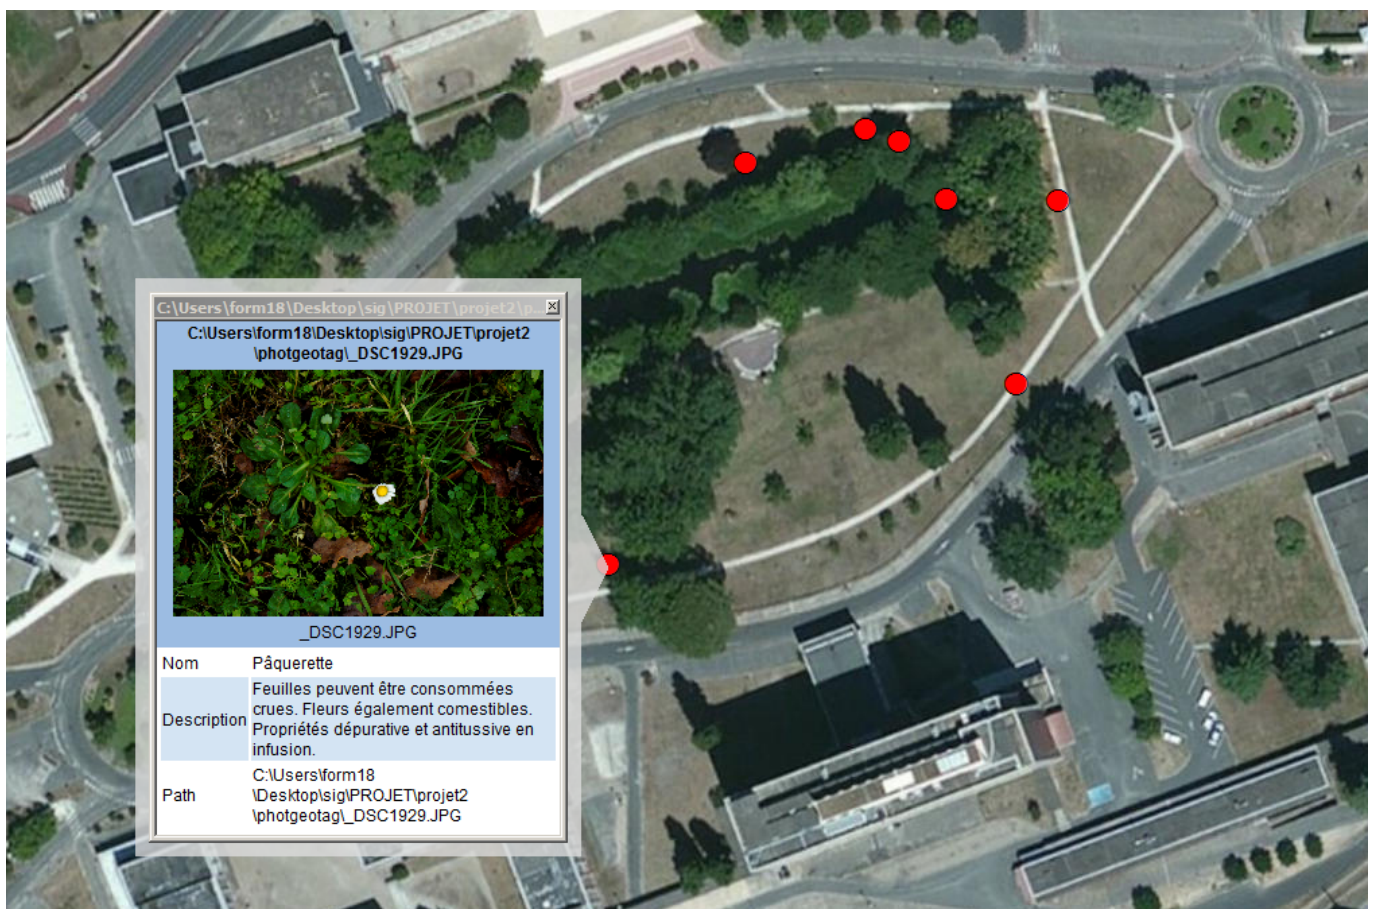 C:\Users\form18\Desktop\sig\PROJET\projet2\p...
C:\Users\form18\Desktop\sig\PROJET\projet2
\photgeotag\_DSC1929.JPG
_DSC1929.JPG
Nom Pâquerette
Description Feuilles peuvent être consommées
crues. Fleurs également comestibles.
Propriétés dépurative et antitussive en
infusion.
Path C:\Users\form18
\Desktop\sig\PROJET\projet2
\photgeotag\_DSC1929.JPG